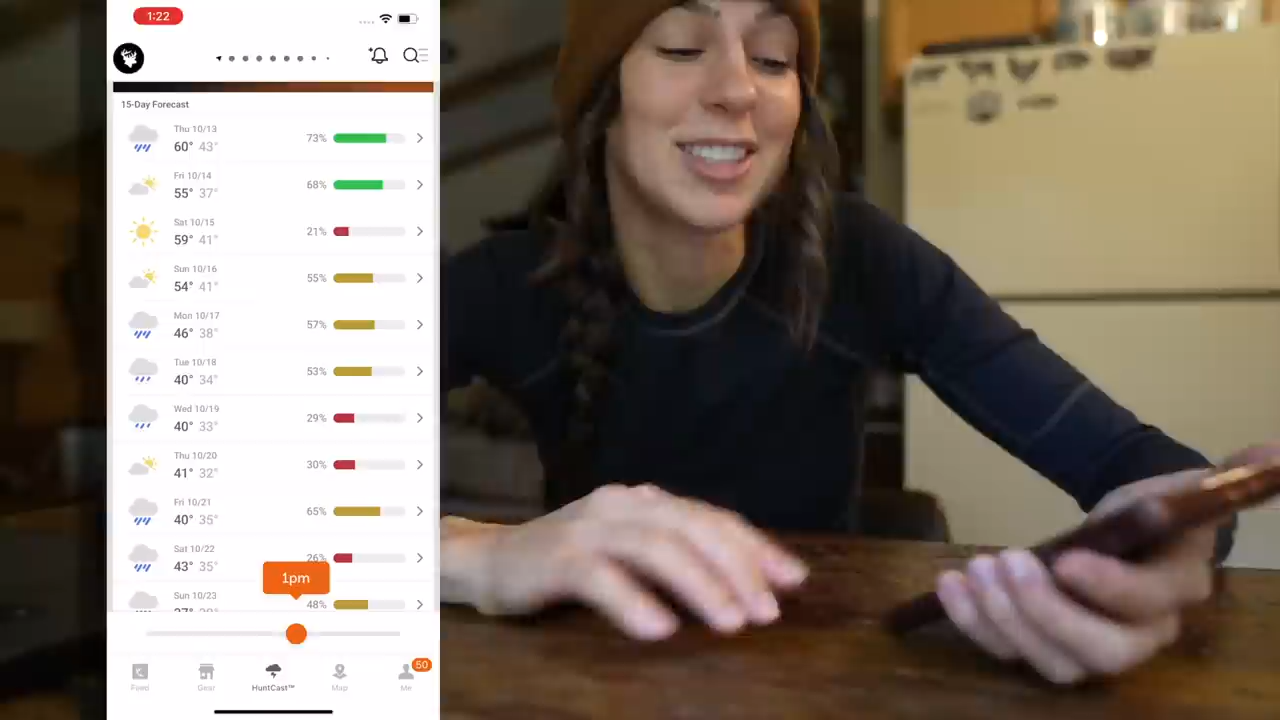 1:22
15-Day Forecast
Thu 10/13
60° 43°
73%
Fri 10/14
55° 37°
68%
Sat 10/15
59° 41°
21%
Sun 10/16
54° 41°
55%
Mon 10/17
46° 38°
57%
Tue 10/18
40° 34°
53%
Wed 10/19
40° 33°
29%
Thu 10/20
41° 32°
30%
Fri 10/21
40° 35°
65%
Sat 10/22
43° 35°
26%
1pm
Sun 10/23
48%
Feed
Gear
HuntCast™
Map
Me
50